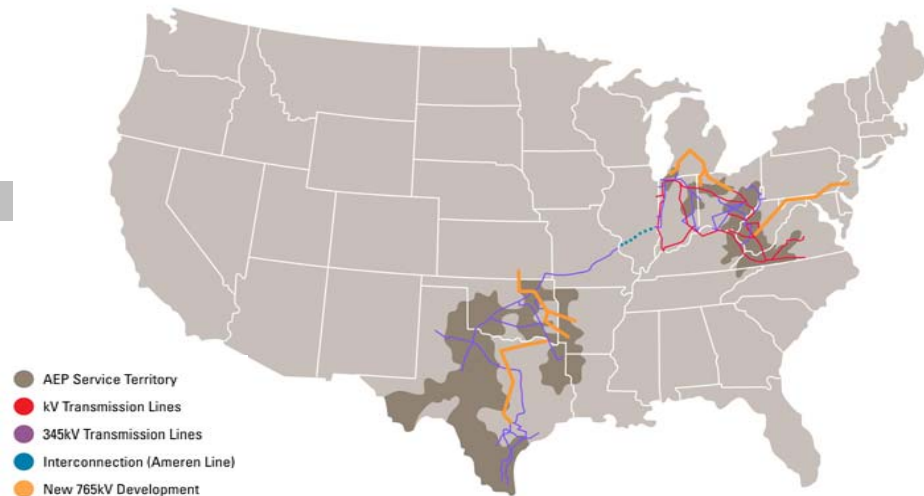 AEP Service Territory
kV Transmission Lines
345kV Transmission Lines
Interconnection (Ameren Line)
New 765kV Development